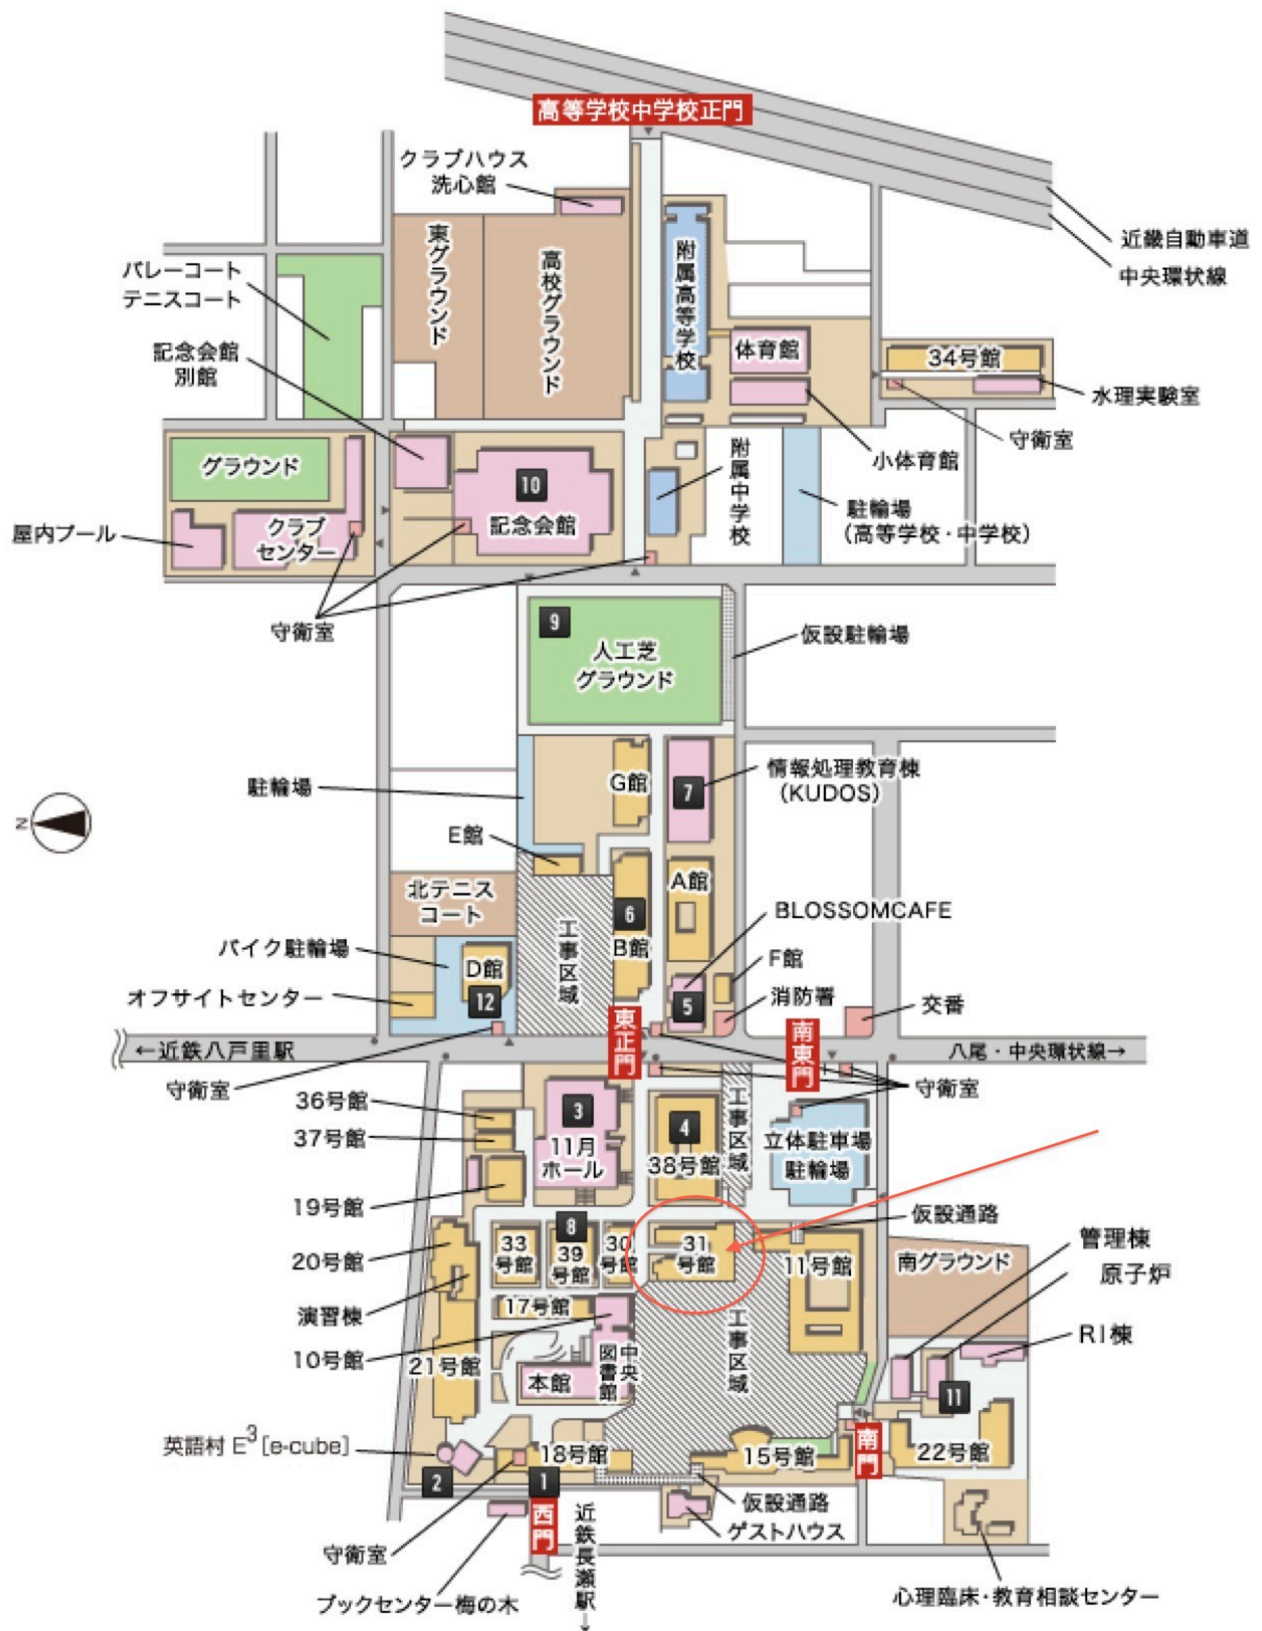 高等学校中学校正門
クラブハウス
洗心館
近畿自動車道
中央環状線
東グラウンド
高校グラウンド
附属高等学校
バレーコート
テニスコート
記念会館
別館
体育館
34号館
水理実験室
守衛室
小体育館
グラウンド
10
記念会館
附属中学校
駐輪場
(高等学校・中学校)
屋内プール
クラブ
センター
守衛室
9
人工芝
グラウンド
仮設駐輪場
駐輪場
G館
7
情報処理教育棟
(KUDOS)
N
E館
A館
北テニス
コート
6
B館
BLOSSOMCAFE
工事区域
バイク駐輪場
D館
F館
オフサイトセンター
12
5
消防署
交番
東正門
南東門
←近鉄八戸里駅
八尾・中央環状線→
守衛室
守衛室
36号館
37号館
3
11月
ホール
4
38号館
工事区域
立体駐車場
駐輪場
19号館
仮設通路
20号館
33
号館
8
39
号館
30
号館
31
号館
11号館
南グラウンド
管理棟
原子炉
演習棟
17号館
RI棟
10号館
21号館
本館
中央
図書館
工事区域
11
英語村 E3[e-cube]
18号館
15号館
南門
22号館
2
1
西門
仮設通路
ゲストハウス
守衛室
近鉄長瀬駅→
ブックセンター梅の木
心理臨床・教育相談センター